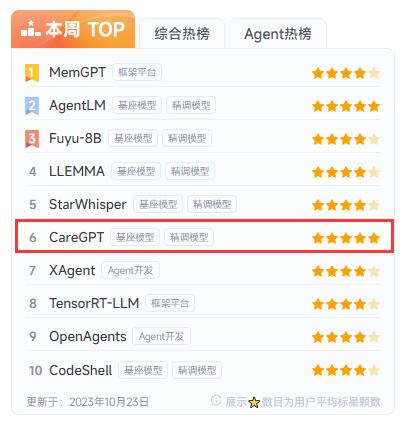 本周 TOP 综合热榜 Agent热榜
1 MemGPT 框架平台
2 AgentLM 基座模型 精调模型
3 Fuyu-8B 基座模型 精调模型
4 LLEMMA 基座模型 精调模型
5 StarWhisper 基座模型 精调模型
6 CareGPT 基座模型 精调模型
7 XAgent Agent开发
8 TensorRT-LLM 框架平台
9 OpenAgents Agent开发
10 CodeShell 基座模型 精调模型
更新于：2023年10月23日 展示⭐数目为用户平均标星颗数